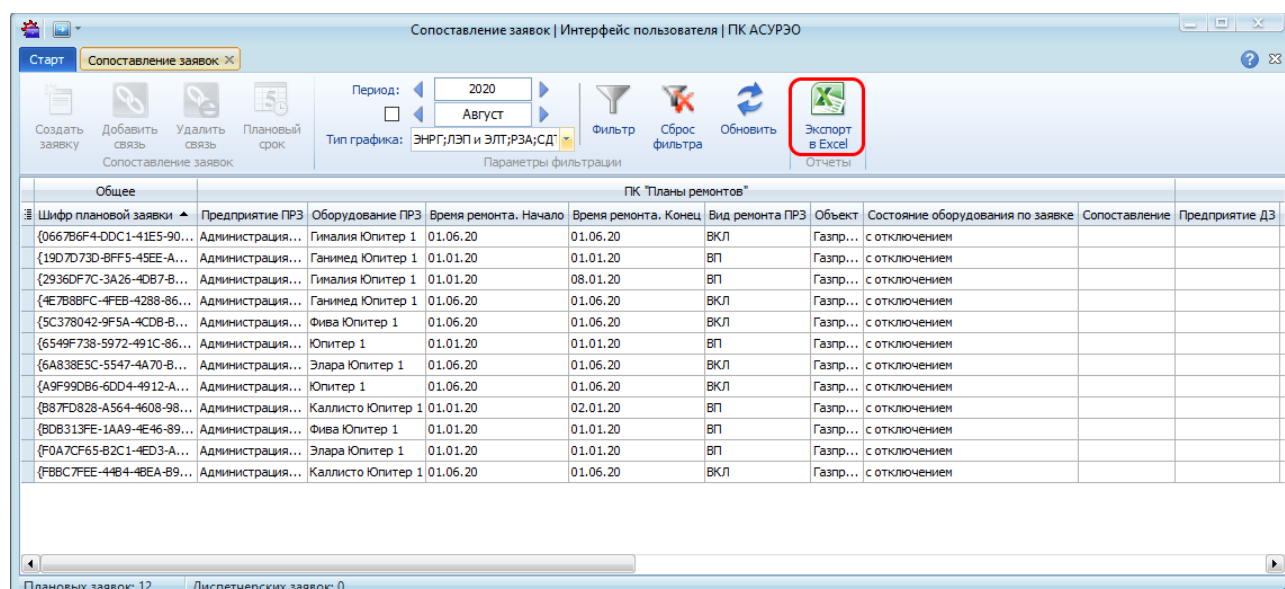 Сопоставление заявок | Интерфейс пользователя | ПК АСУРЭО
Старт Сопоставление заявок
Создать заявку Добавить связь Удалить связь Плановый срок
Сопоставление заявок
Период: 2020
Август
Тип графика: ЭНРГ;ЛЭП и ЭЛТ;РЗА;СДТ
Фильтр Сброс фильтра Обновить
Параметры фильтрации
Экспорт в Excel
Отчеты
Общее ПК "Планы ремонтов"
Шифр плановой заявки Предприятие ПРЗ Оборудование ПРЗ Время ремонта. Начало Время ремонта. Конец Вид ремонта ПРЗ Объект Состояние оборудования по заявке Сопоставление Предприятие ДЗ
{0667B6F4-DDC1-41E5-90... Администрация... Гималия Юпитер 1 01.06.20 01.06.20 ВКЛ Газпр... с отключением
{19D7D73D-BFF5-45EE-A... Администрация... Ганимед Юпитер 1 01.01.20 01.01.20 ВП Газпр... с отключением
{2936DF7C-3A26-4DB7-B... Администрация... Гималия Юпитер 1 01.01.20 08.01.20 ВП Газпр... с отключением
{4E7B8BFC-4FEB-4288-86... Администрация... Ганимед Юпитер 1 01.06.20 01.06.20 ВКЛ Газпр... с отключением
{5C378042-9F5A-4CDB-B... Администрация... Фива Юпитер 1 01.06.20 01.06.20 ВКЛ Газпр... с отключением
{6549F738-5972-491C-86... Администрация... Юпитер 1 01.01.20 01.01.20 ВП Газпр... с отключением
{6A838E5C-5547-4A70-B... Администрация... Элара Юпитер 1 01.06.20 01.06.20 ВКЛ Газпр... с отключением
{A9F99DB6-6DD4-4912-A... Администрация... Юпитер 1 01.06.20 01.06.20 ВКЛ Газпр... с отключением
{B87FD828-A564-4608-98... Администрация... Каллисто Юпитер 1 01.01.20 02.01.20 ВП Газпр... с отключением
{BDB313FE-1AA9-4E46-89... Администрация... Фива Юпитер 1 01.01.20 01.01.20 ВП Газпр... с отключением
{F0A7CF65-B2C1-4ED3-A... Администрация... Элара Юпитер 1 01.01.20 01.01.20 ВП Газпр... с отключением
{FBBC7FEE-44B4-4BEA-B9... Администрация... Каллисто Юпитер 1 01.06.20 01.06.20 ВКЛ Газпр... с отключением
Плановых заявок: 12 Диспетчерских заявок: 0